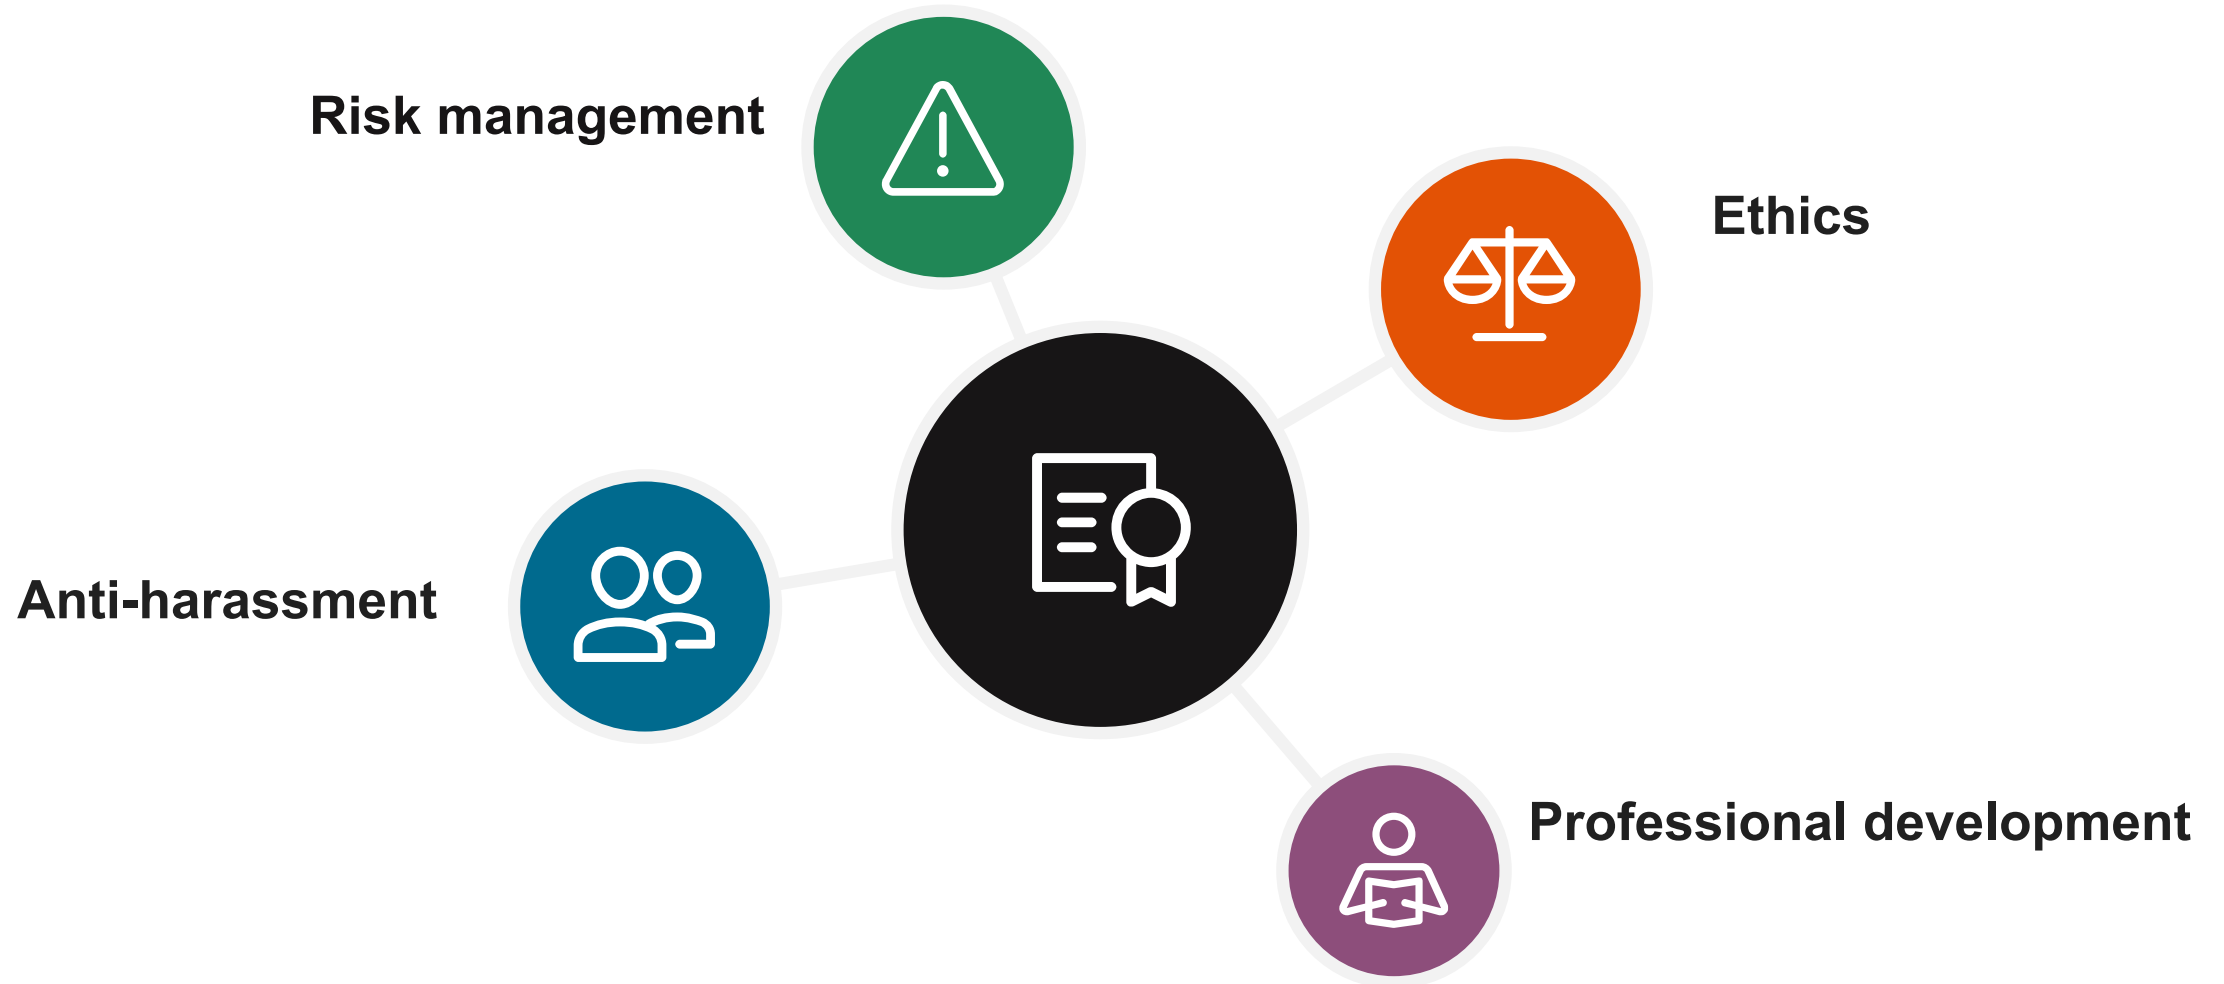 Risk management
Ethics
Anti-harassment
Professional development